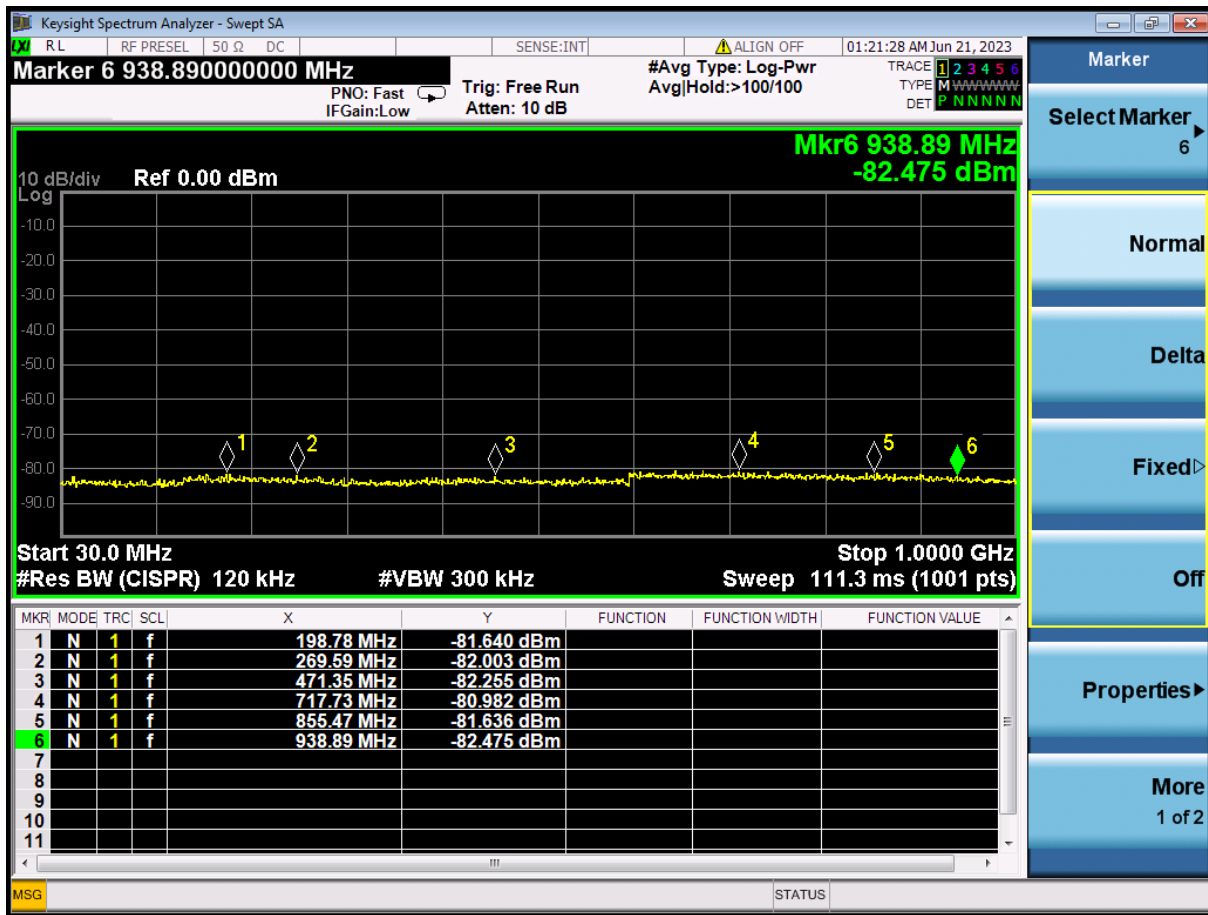 Keysight Spectrum Analyzer - Swept SA
LXI RL RF PRESEL 50 Ω DC SENSE:INT ALIGN OFF 01:21:28 AM Jun 21, 2023
Marker 6 938.890000000 MHz
PNO: Fast
IFGain:Low
Trig: Free Run
Atten: 10 dB
#Avg Type: Log-Pwr
Avg|Hold:>100/100
TRACE 1 2 3 4 5 6
TYPE M WWWWW
DET P N N N N N
Mkr6 938.89 MHz
-82.475 dBm
10 dB/div Ref 0.00 dBm
Log
-10.0
-20.0
-30.0
-40.0
-50.0
-60.0
-70.0
-80.0
-90.0
1 2 3 4 5 6
Start 30.0 MHz Stop 1.0000 GHz
#Res BW (CISPR) 120 kHz #VBW 300 kHz Sweep 111.3 ms (1001 pts)
MKR MODE TRC SCL X Y FUNCTION FUNCTION WIDTH FUNCTION VALUE
1 N 1 f 198.78 MHz -81.640 dBm
2 N 1 f 269.59 MHz -82.003 dBm
3 N 1 f 471.35 MHz -82.255 dBm
4 N 1 f 717.73 MHz -80.982 dBm
5 N 1 f 855.47 MHz -81.636 dBm
6 N 1 f 938.89 MHz -82.475 dBm
7
8
9
10
11
MSG STATUS
Marker
Select Marker
6
Normal
Delta
Fixed
Off
Properties
More
1 of 2